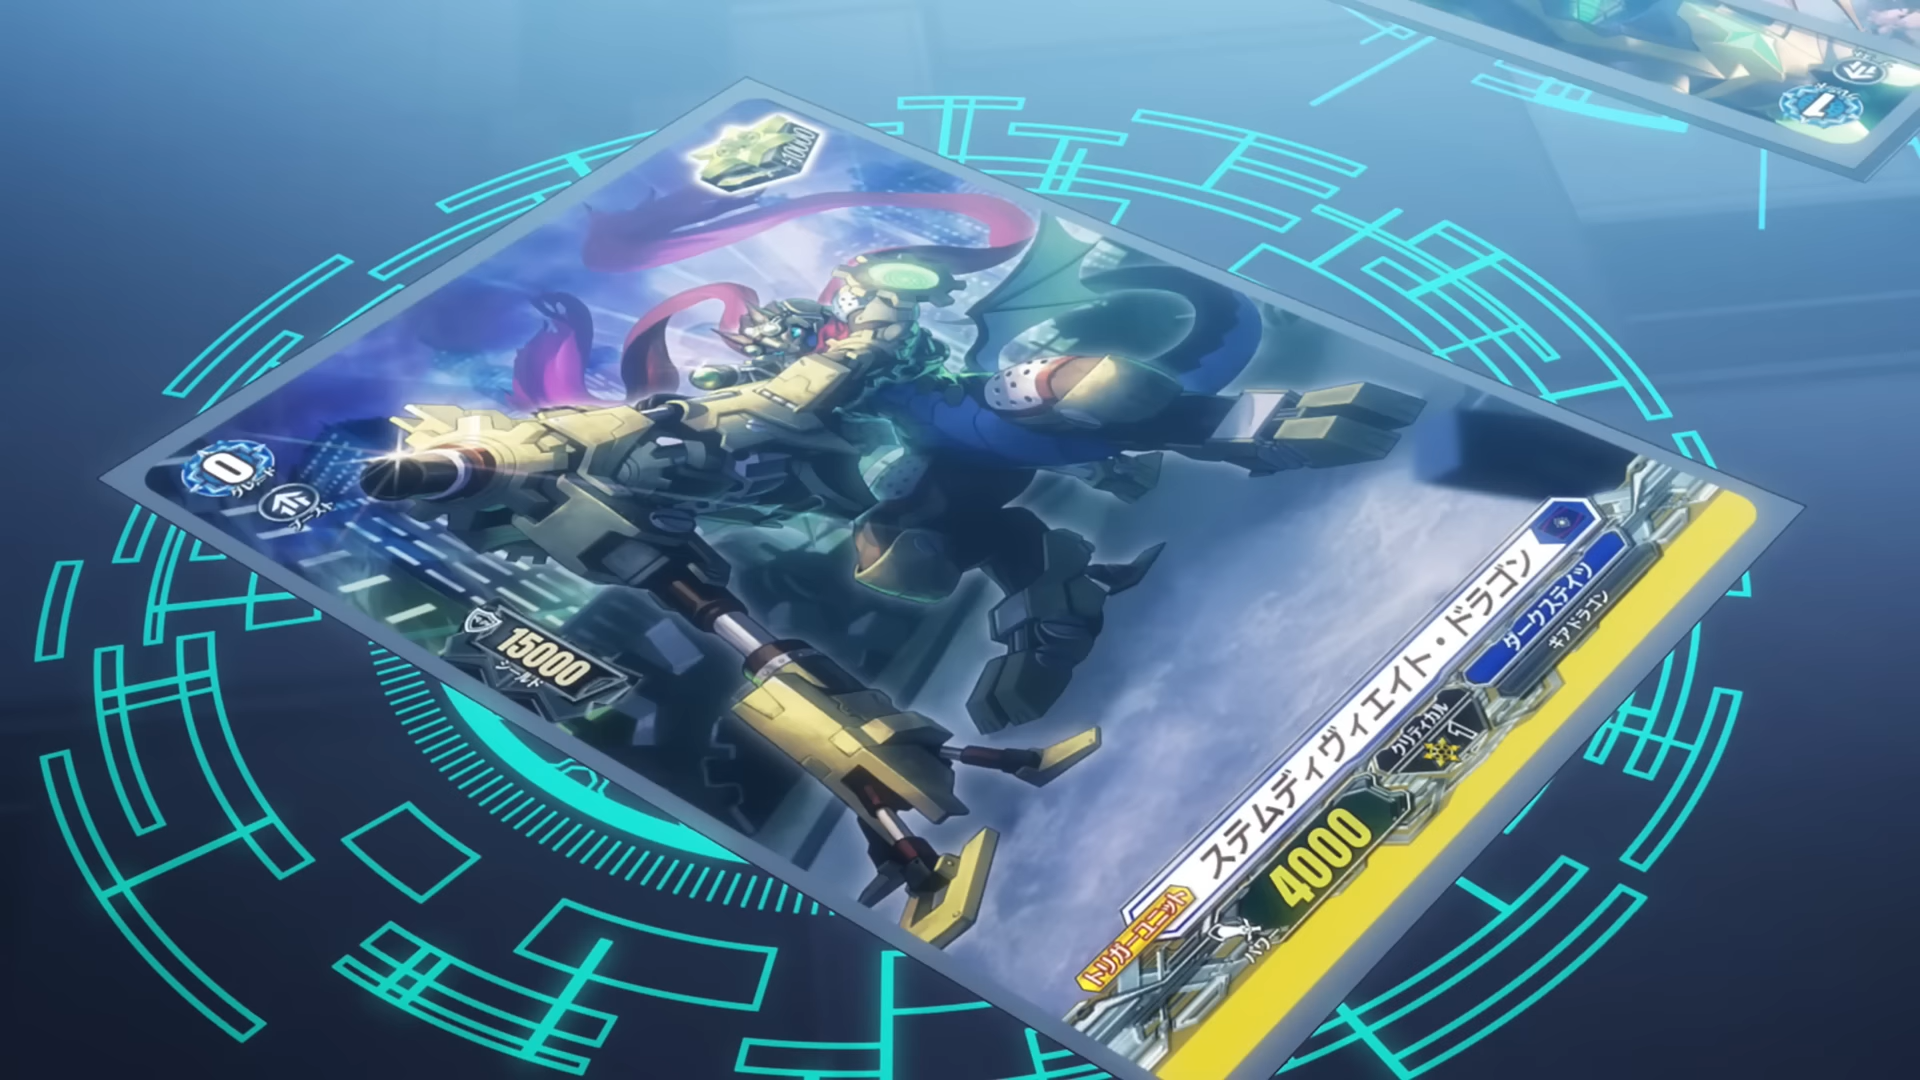 +10000
0
グレード
ブースト
15000
シールド
ステムディヴィエイト・ドラゴン
ダークステイツ
ギアドラゴン
クリティカル
1
4000
パワー
トリガーユニット
1